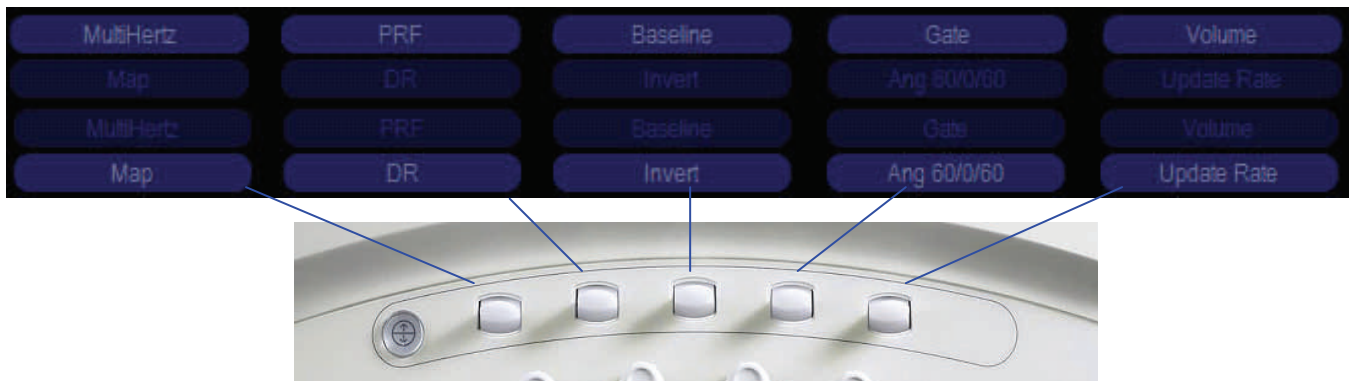 MultiHertz PRF Baseline Gate Volume
Map DR Invert Ang 60/0/60 Update Rate
MultiHertz PRF Baseline Gate Volume
Map DR Invert Ang 60/0/60 Update Rate